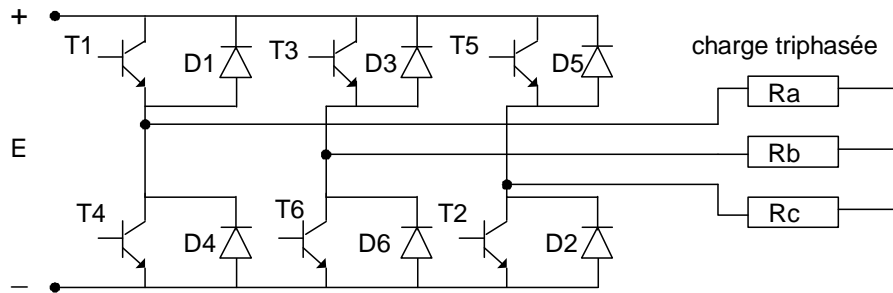 +
T1
D1
T3
D3
T5
D5
charge triphasée
Ra
E
Rb
Rc
T4
D4
T6
D6
T2
D2
–